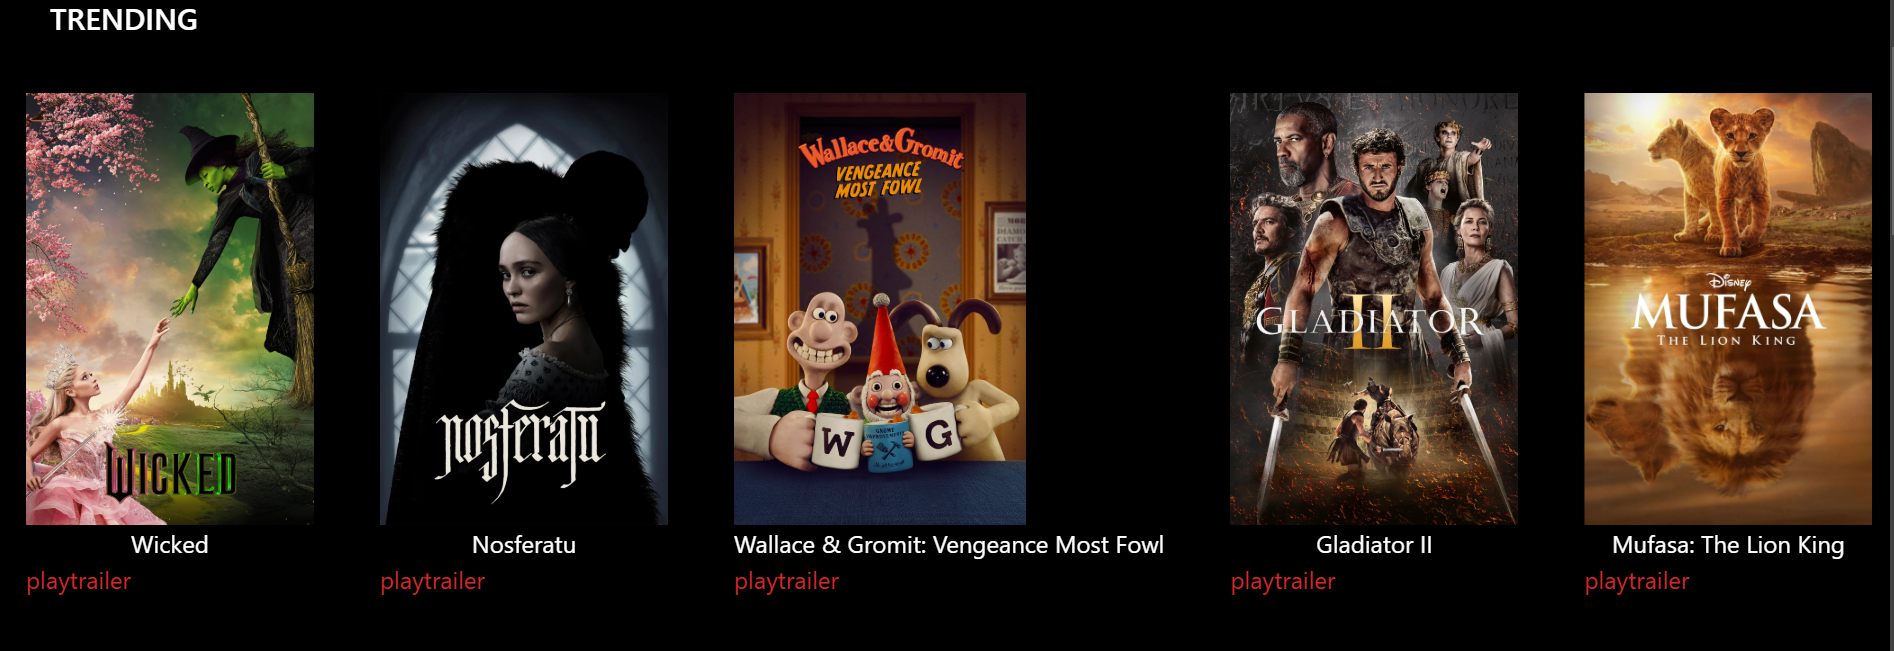 TRENDING
WICKED
Wicked
playtrailer
nosferatu
Nosferatu
playtrailer
Wallace & Gromit
VENGEANCE
MOST FOWL
W
G
Wallace & Gromit: Vengeance Most Fowl
playtrailer
GLADIATOR
II
Gladiator II
playtrailer
DISNEY
MUFASA
THE LION KING
Mufasa: The Lion King
playtrailer